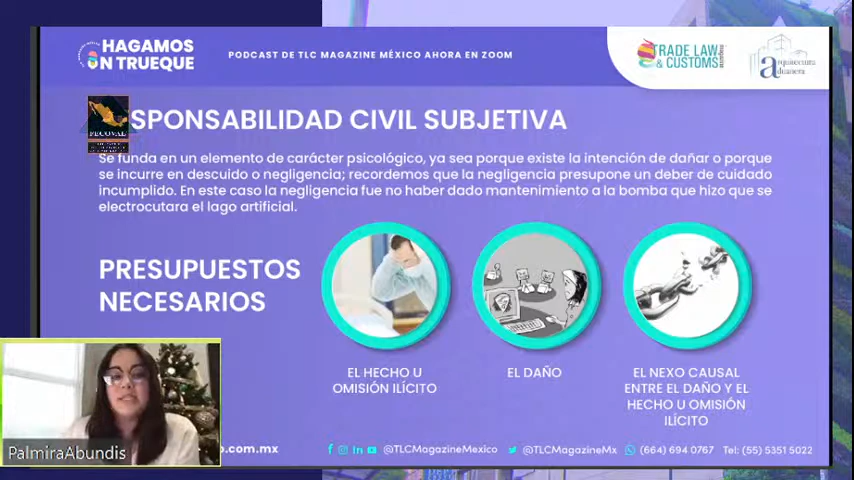 HAGAMOS
UN TRUEQUE
PODCAST DE TLC MAGAZINE MÉXICO AHORA EN ZOOM
TRADE LAW
& CUSTOMS
arquitectura
aduanera
FECOVAL
SPONSABILIDAD CIVIL SUBJETIVA
Se funda en un elemento de carácter psicológico, ya sea porque existe la intención de dañar o porque
se incurre en descuido o negligencia; recordemos que la negligencia presupone un deber de cuidado
incumplido. En este caso la negligencia fue no haber dado mantenimiento a la bomba que hizo que se
electrocutara el lago artificial.
PRESUPUESTOS
NECESARIOS
EL HECHO U
OMISIÓN ILÍCITO
EL DAÑO
EL NEXO CAUSAL
ENTRE EL DAÑO Y EL
HECHO U OMISIÓN
ILÍCITO
PalmiraAbundis
o.com.mx
@TLCMagazineMexico
@TLCMagazineMx
(664) 694 0767
Tel: (55) 5351 5022